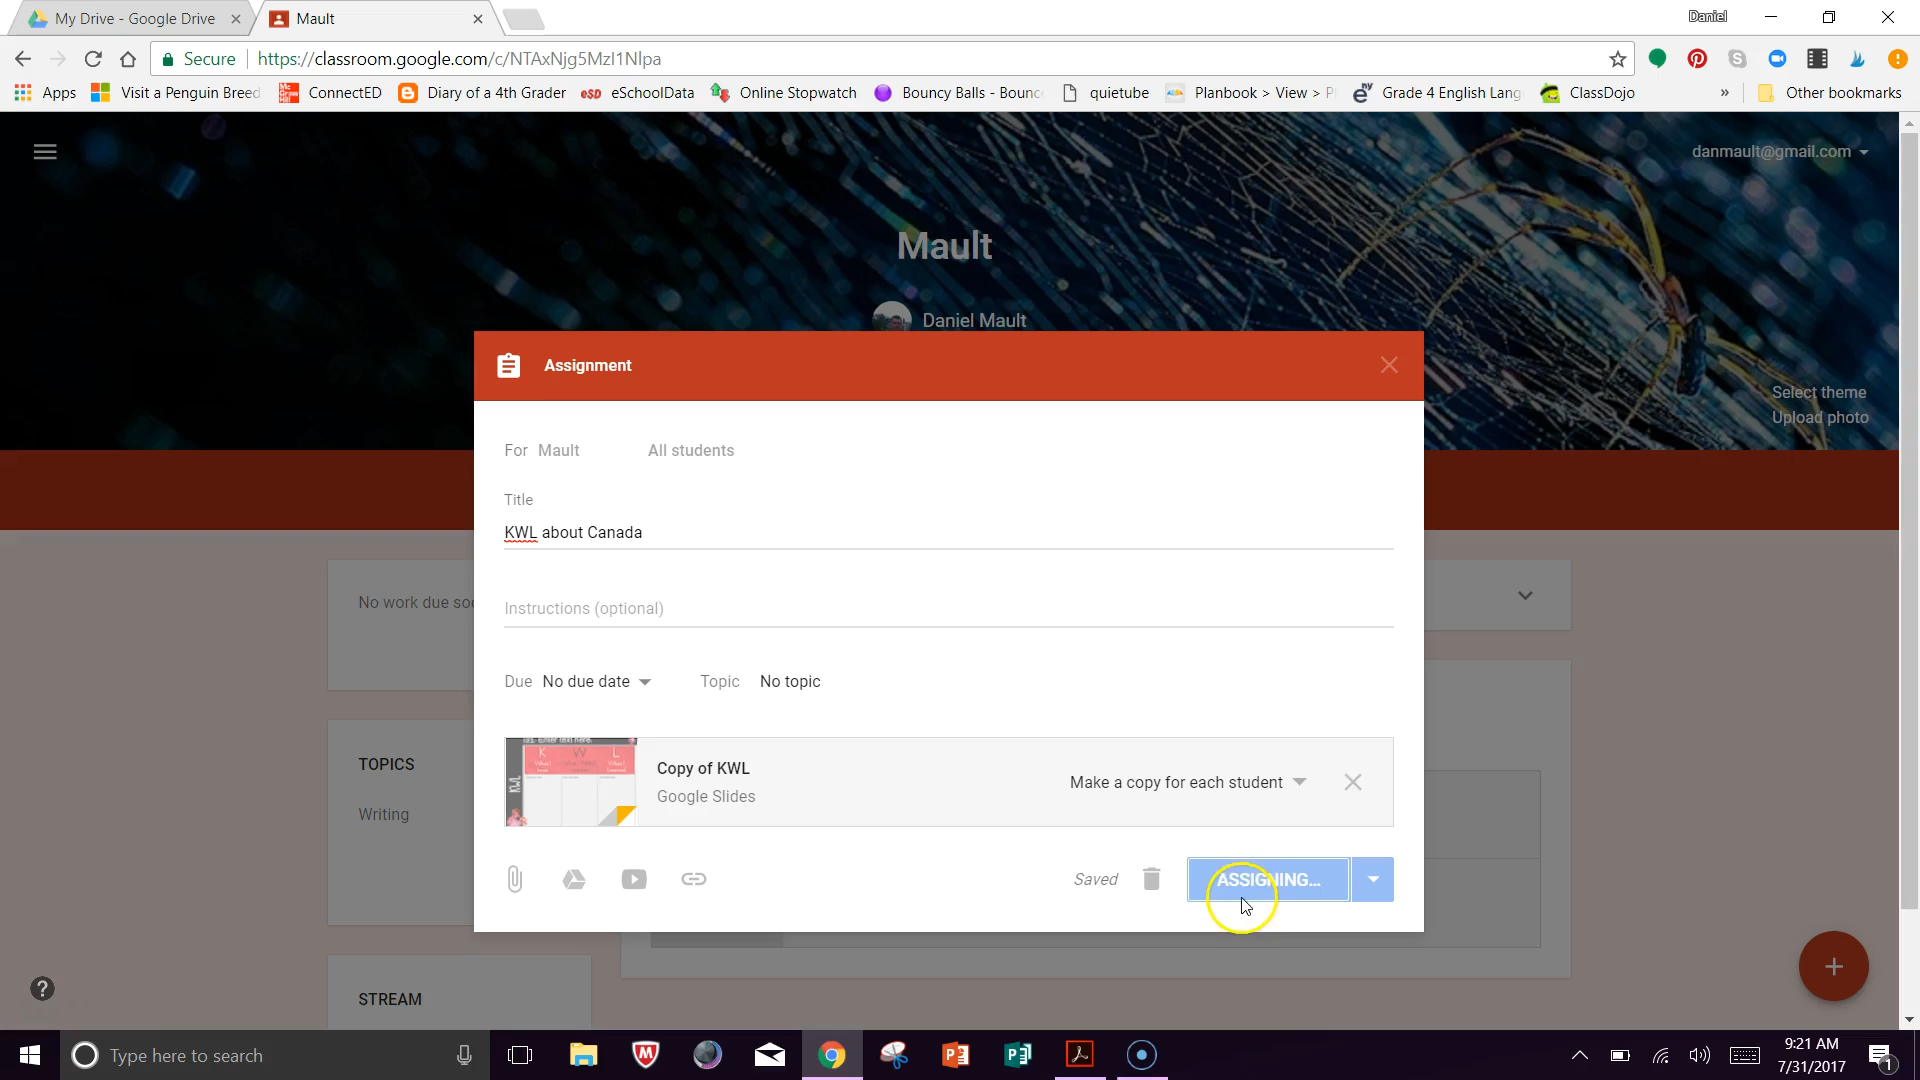 My Drive - Google Drive
Mault
Daniel
Secure
https://classroom.google.com/c/NTAxNjg5MzI1Nlpa
Apps
Visit a Penguin Breed
ConnectED
Diary of a 4th Grader
eSchoolData
Online Stopwatch
Bouncy Balls - Bounc
quietube
Planbook > View > P
Grade 4 English Lang
ClassDojo
»
Other bookmarks
danmault@gmail.com
Mault
Daniel Mault
Select theme
Upload photo
Assignment
For Mault All students
Title
KWL about Canada
No work due soo
Instructions (optional)
Due No due date Topic No topic
TOPICS
Writing
KWL
K W L
Copy of KWL
Google Slides
Make a copy for each student
Saved
ASSIGNING...
STREAM
Type here to search
9:21 AM
7/31/2017
1